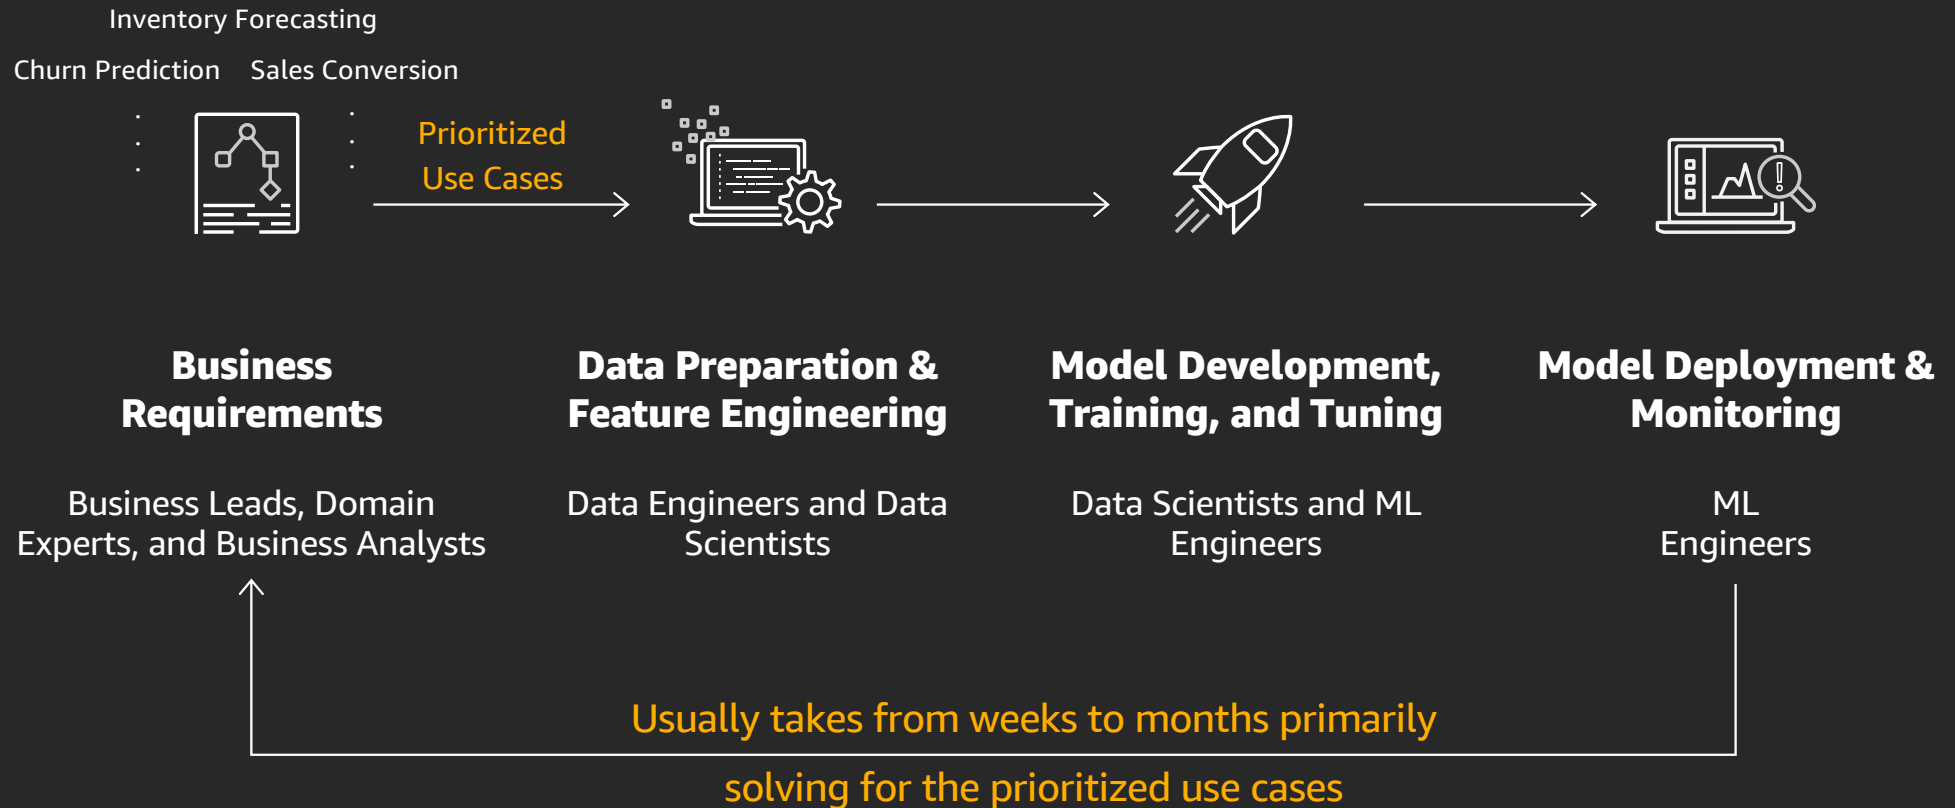 Inventory Forecasting
Churn Prediction
Sales Conversion
Prioritized
Use Cases
Business
Requirements
Business Leads, Domain
Experts, and Business Analysts
Data Preparation &
Feature Engineering
Data Engineers and Data
Scientists
Model Development,
Training, and Tuning
Data Scientists and ML
Engineers
Model Deployment &
Monitoring
ML
Engineers
Usually takes from weeks to months primarily
solving for the prioritized use cases